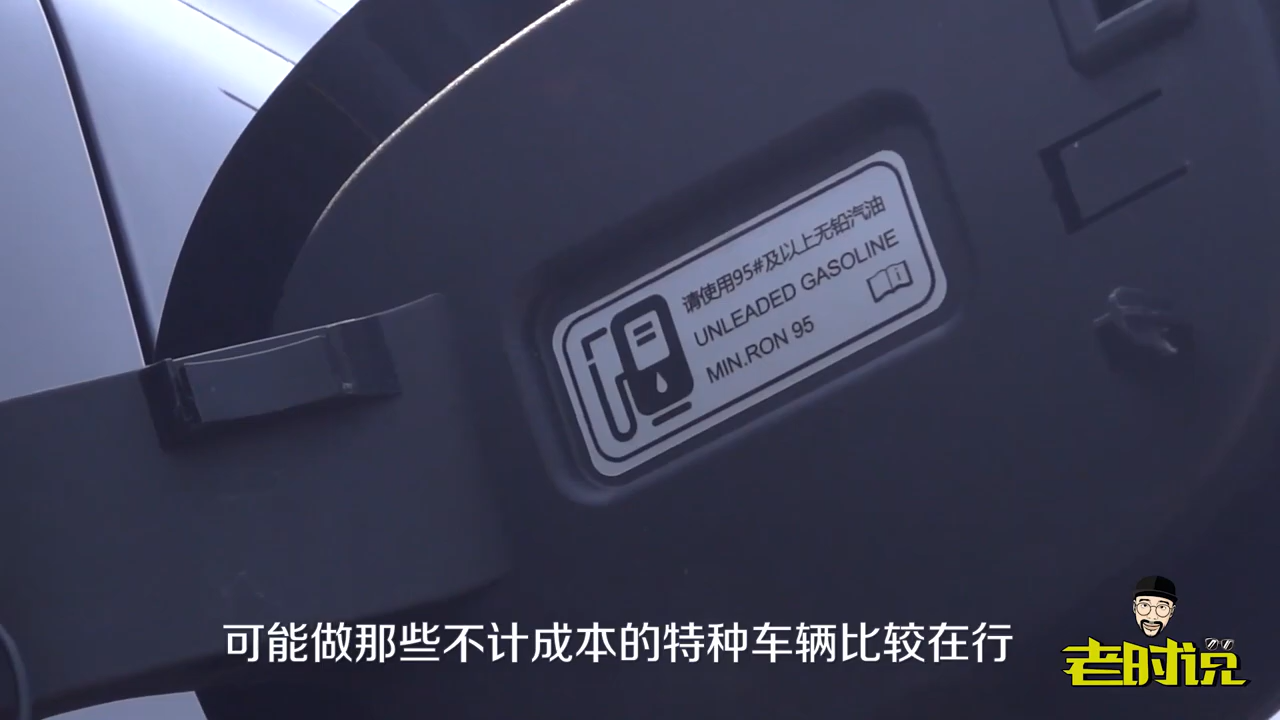 请使用95#及以上无铅汽油
UNLEADED GASOLINE
MIN.RON 95
可能做那些不计成本的特种车辆比较在行
老时说